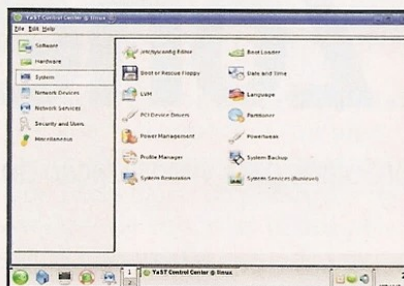 YaST Control Center @ linux
File Edit Help
Software
Hardware
System
Network Devices
Network Services
Security and Users
Miscellaneous
/etc/sysconfig Editor
Boot Loader
Boot or Rescue Floppy
Date and Time
LVM
Language
PCI Device Drivers
Partitioner
Power Management
Powertweak
Profile Manager
System Backup
System Restoration
System Services (Runlevel)
1
2
YaST Control Center @ linux